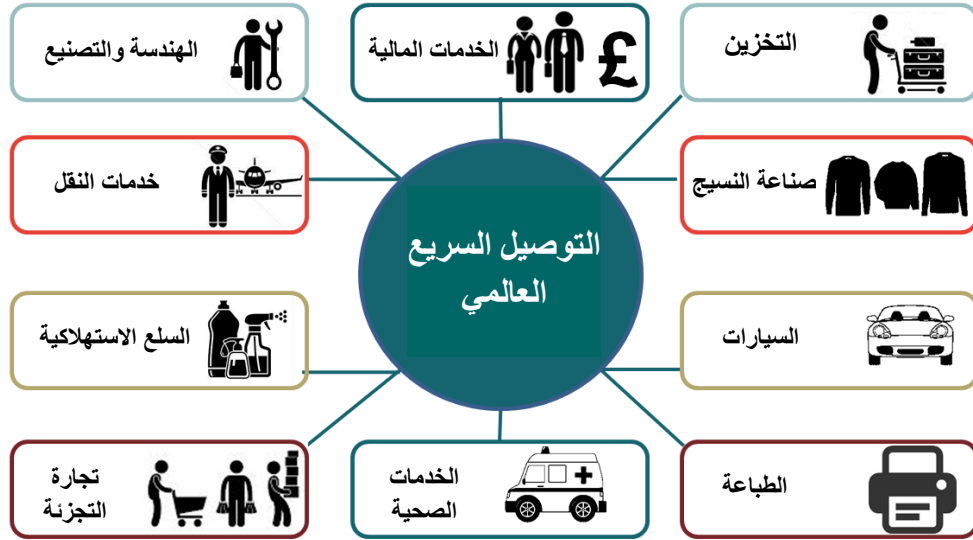 التخزين
الخدمات المالية
£
الهندسة والتصنيع
صناعة النسيج
خدمات النقل
التوصيل السريع
العالمي
السيارات
السلع الاستهلاكية
الطباعة
الخدمات
الصحية
تجارة
التجزئة